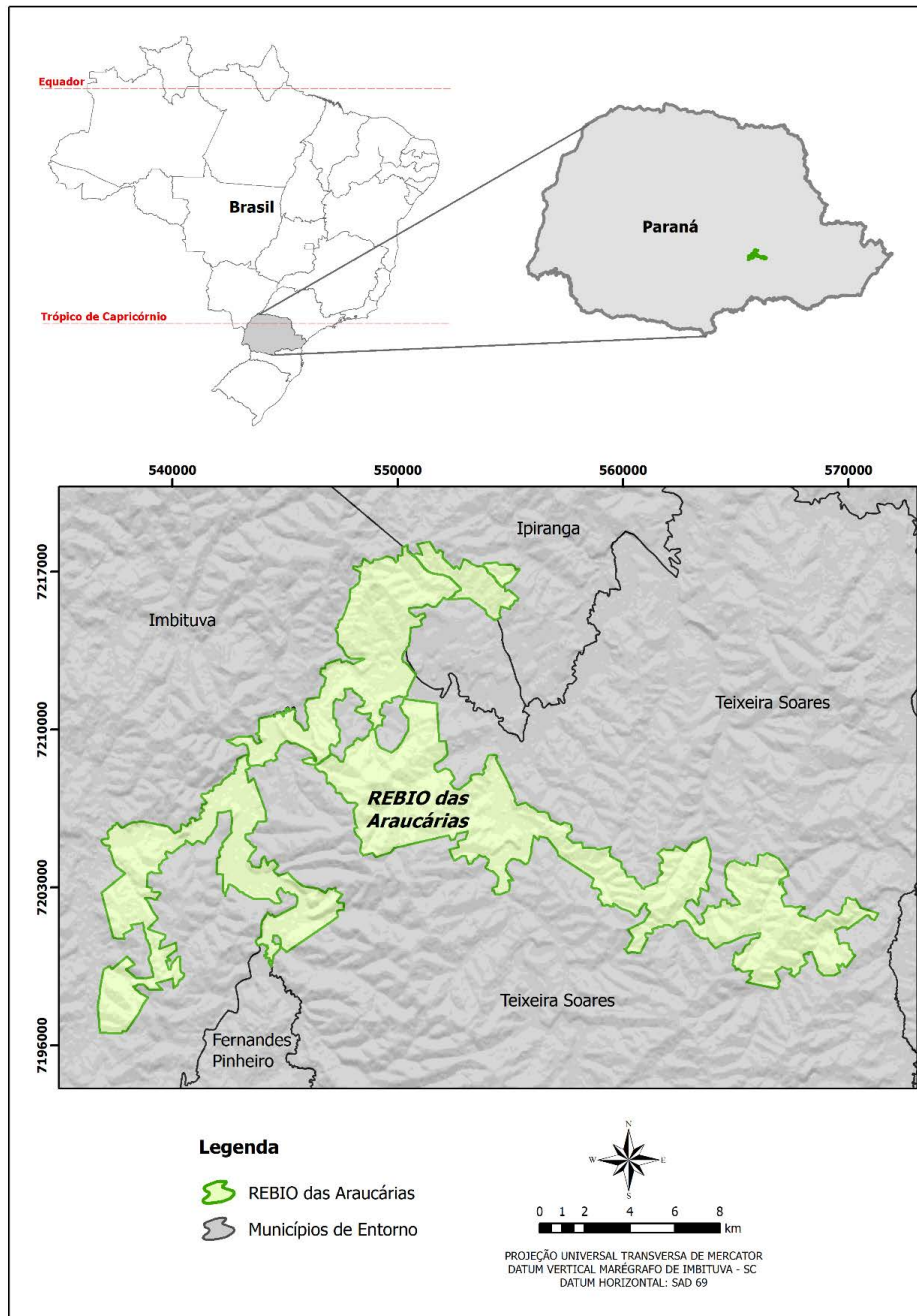 Equador
Brasil
Paraná
Trópico de Capricórnio
540000
550000
560000
570000
7217000
7210000
7203000
7196000
Ipiranga
Imbituva
Teixeira Soares
REBIO das
Araucárias
Teixeira Soares
Fernandes
Pinheiro
Legenda
REBIO das Araucárias
Municípios de Entorno
N
W
E
S
0 1 2 4 6 8
km
PROJEÇÃO UNIVERSAL TRANSVERSA DE MERCATOR
DATUM VERTICAL MARÉGRAFO DE IMBITUVA - SC
DATUM HORIZONTAL: SAD 69